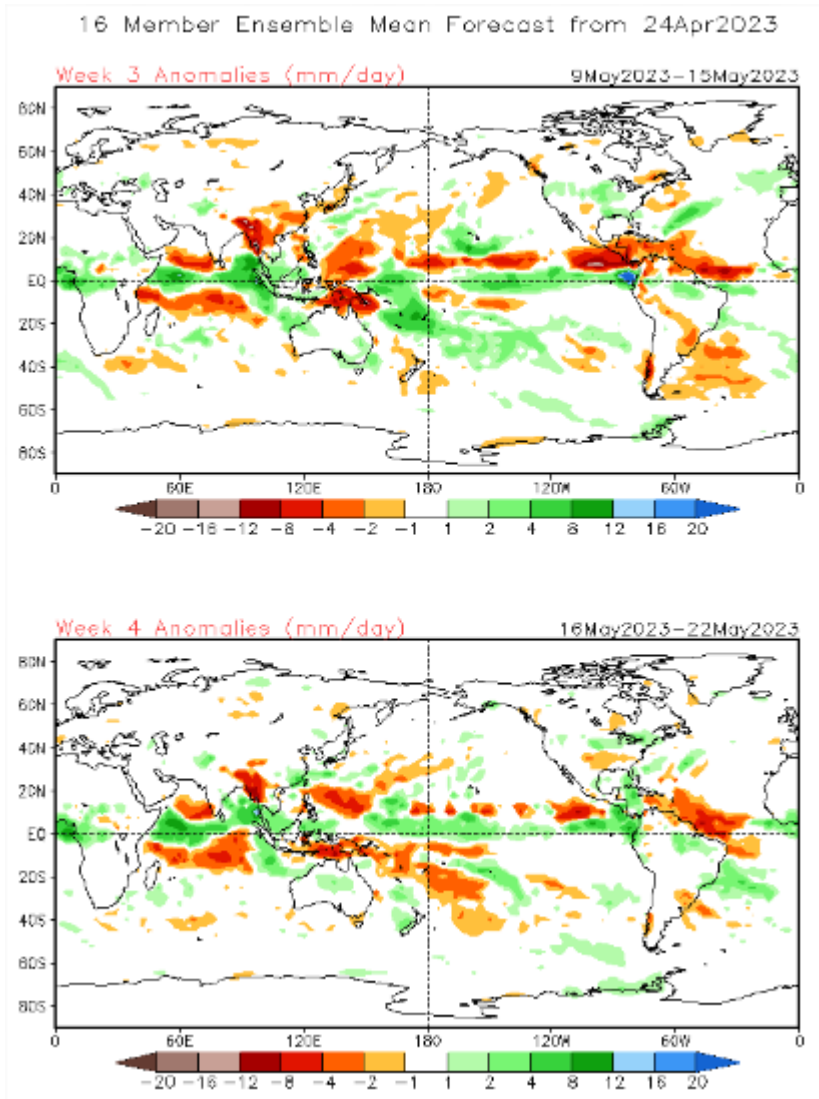 16 Member Ensemble Mean Forecast from 24Apr2023
Week 3 Anomalies (mm/day) 9May2023-15May2023
80N
60N
40N
20N
EQ
20S
40S
60S
80S
0 60E 120E 180 120W 60W 0
-20 -16 -12 -8 -4 -2 -1 1 2 4 8 12 16 20
Week 4 Anomalies (mm/day) 16May2023-22May2023
80N
60N
40N
20N
EQ
20S
40S
60S
80S
0 60E 120E 180 120W 60W 0
-20 -16 -12 -8 -4 -2 -1 1 2 4 8 12 16 20